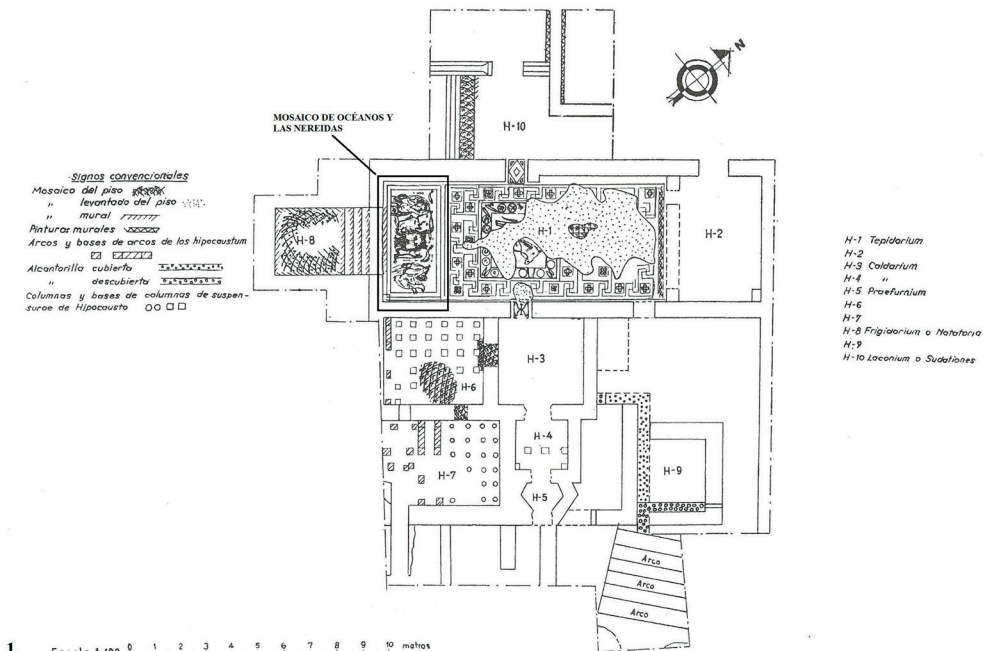 N
MOSAICO DE OCÉANOS Y
LAS NEREIDAS
H-10
Signos convencionales
Mosaico del piso
" levantado del piso
" mural
Pinturas murales
Arcos y bases de arcos de los hipocaustum
Alcantarilla cubierta
" descubierta
Columnas y bases de columnas de suspen-
surae de Hipocausto
H-8
H-1
H-2
H-3
H-6
H-4
H-7
H-5
H-9
Arco
Arco
Arco
H-1 Tepidarium
H-2
H-3 Caldarium
H-4 "
H-5 Praefurnium
H-6
H-7
H-8 Frigidarium o Natatoria
H-9
H-10 Laconium o Sudationes
1. Escala 1:100 0 1 2 3 4 5 6 7 8 9 10 metros